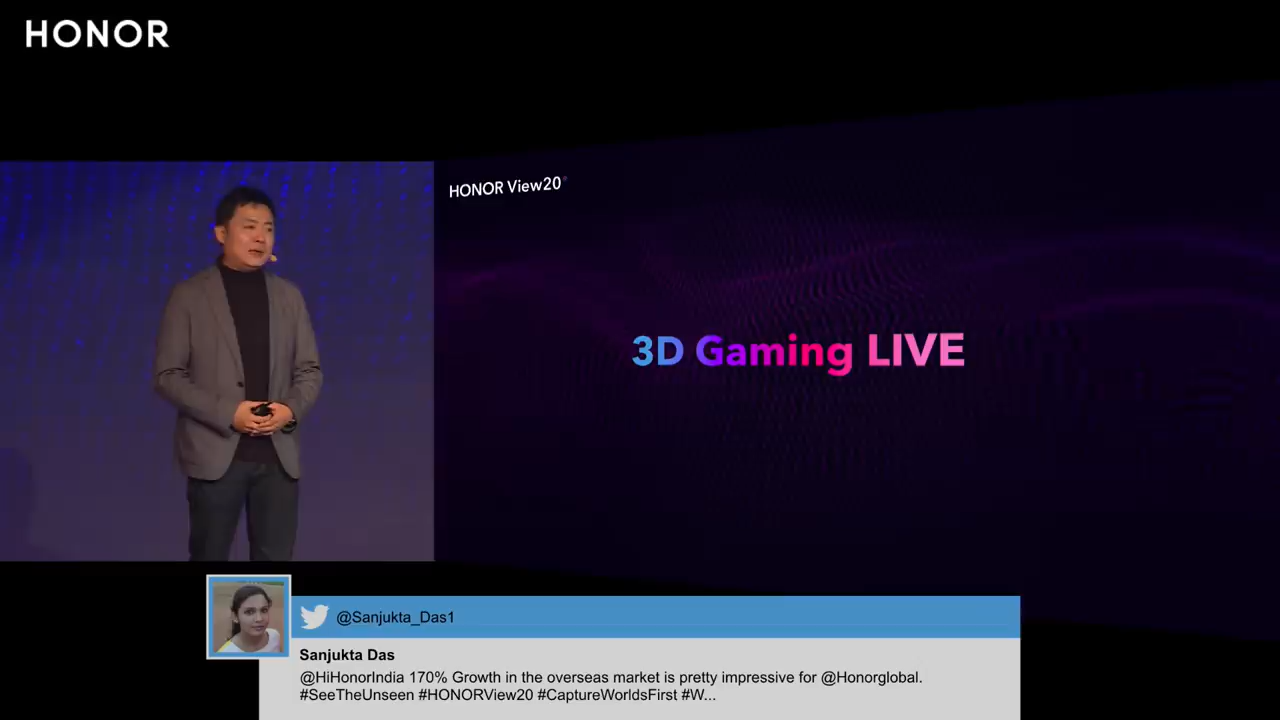 HONOR
HONOR View20
3D Gaming LIVE
@Sanjukta_Das1
Sanjukta Das
@HiHonorIndia 170% Growth in the overseas market is pretty impressive for @Honorglobal.
#SeeTheUnseen #HONORView20 #CaptureWorldsFirst #W...